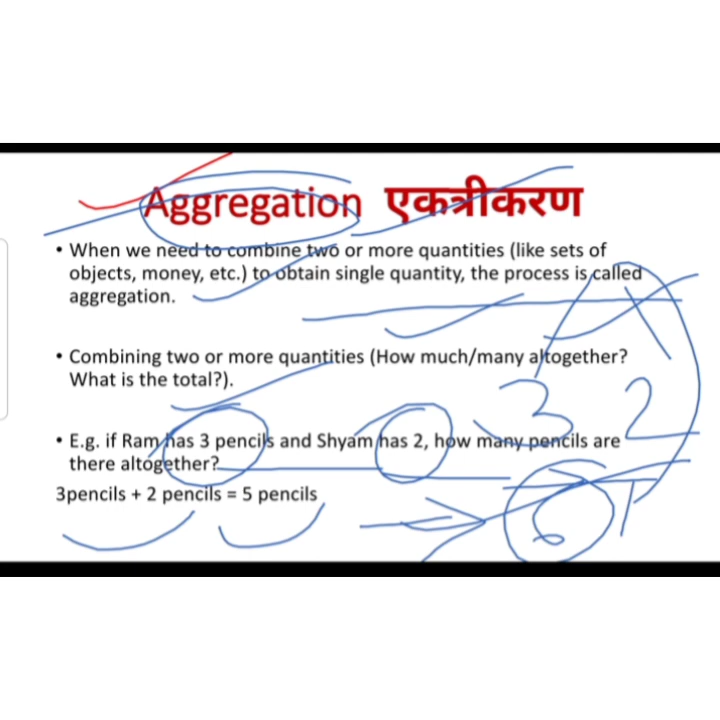 Aggregation एकत्रीकरण
• When we need to combine two or more quantities (like sets of
objects, money, etc.) to obtain single quantity, the process is called
aggregation.
• Combining two or more quantities (How much/many altogether?
What is the total?).
• E.g. if Ram has 3 pencils and Shyam has 2, how many pencils are
there altogether?
3pencils + 2 pencils = 5 pencils
3 2